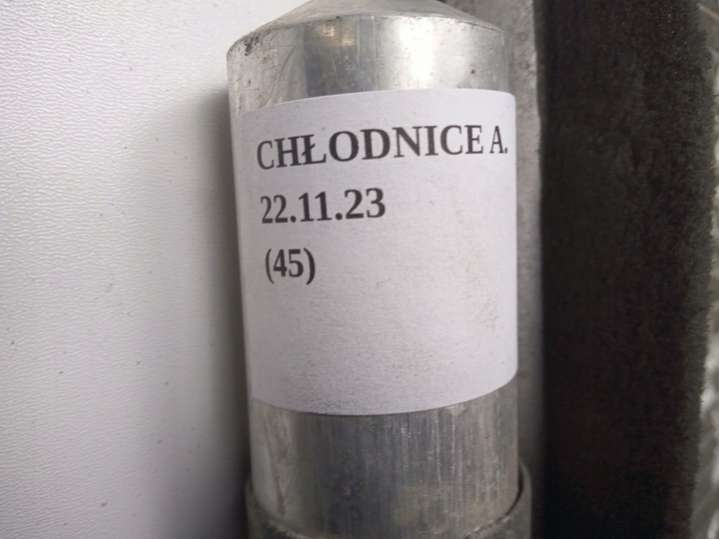 CHŁODNICE A.
22.11.23
(45)